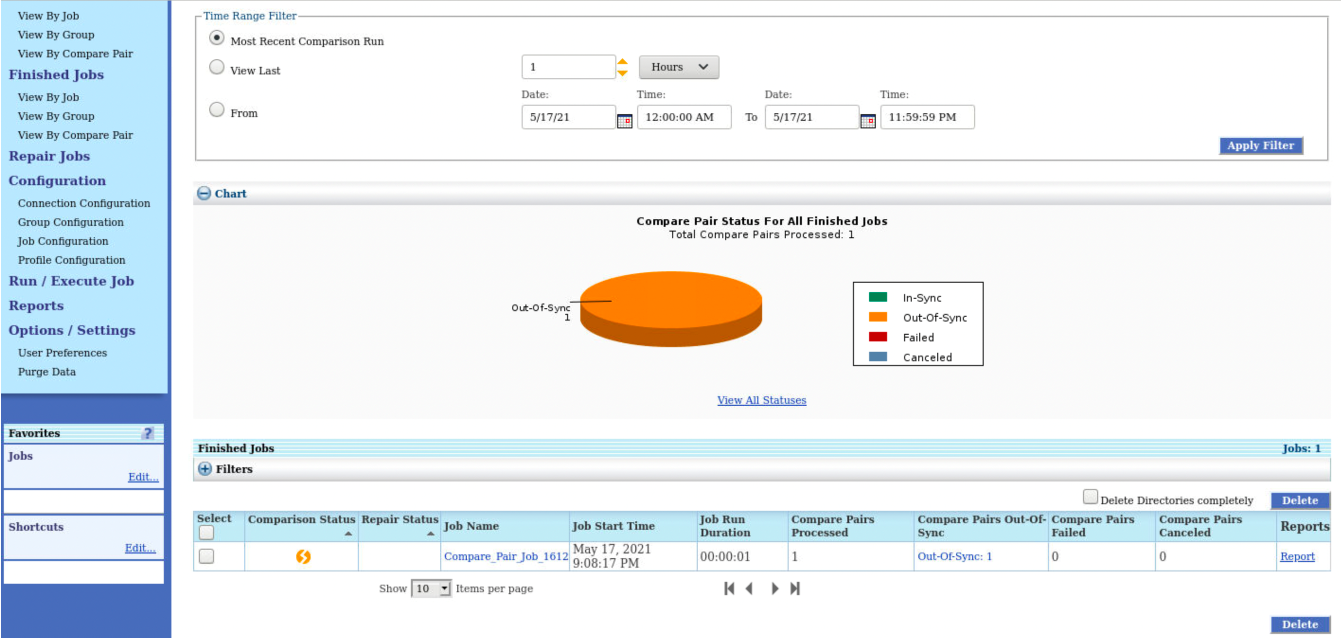 View By Job
View By Group
View By Compare Pair
Finished Jobs
View By Job
View By Group
View By Compare Pair
Repair Jobs
Configuration
Connection Configuration
Group Configuration
Job Configuration
Profile Configuration
Run / Execute Job
Reports
Options / Settings
User Preferences
Purge Data
Favorites ?
Jobs
Edit...
Shortcuts
Edit...
Time Range Filter
Most Recent Comparison Run
View Last 1 Hours
Date: Time: Date: Time:
From 5/17/21 12:00:00 AM To 5/17/21 11:59:59 PM
Apply Filter
Chart
Compare Pair Status For All Finished Jobs
Total Compare Pairs Processed: 1
Out-Of-Sync
1
In-Sync
Out-Of-Sync
Failed
Canceled
View All Statuses
Finished Jobs Jobs: 1
Filters
Delete Directories completely Delete
Select Comparison Status Repair Status Job Name Job Start Time Job Run Duration Compare Pairs Processed Compare Pairs Out-Of-Sync Compare Pairs Failed Compare Pairs Canceled Reports
Compare_Pair_Job_1612 May 17, 2021 9:08:17 PM 00:00:01 1 Out-Of-Sync: 1 0 0 Report
Show 10 Items per page
Delete